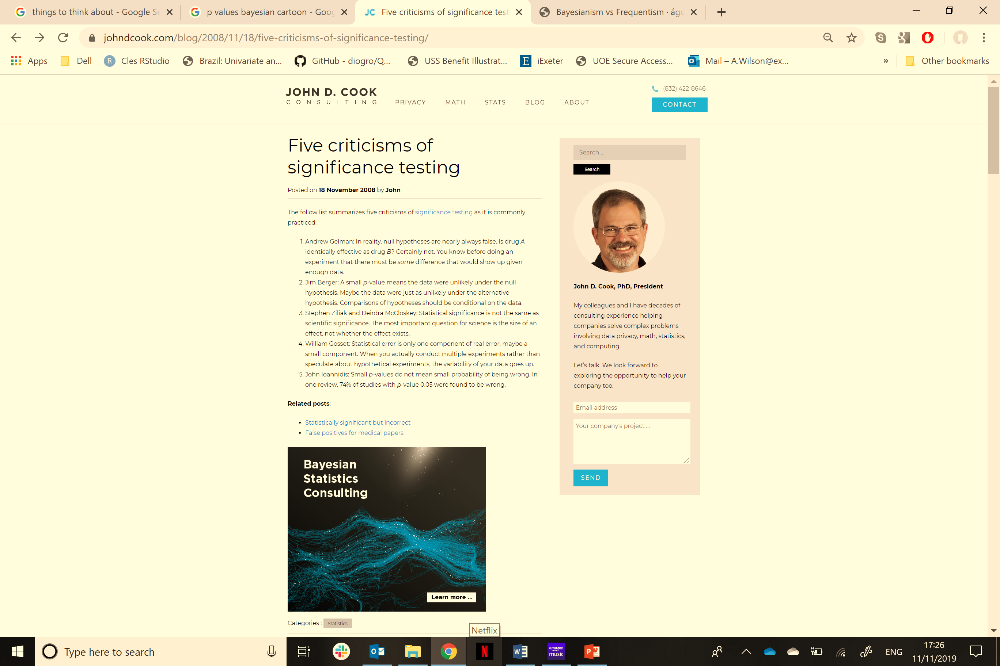 things to think about - Google Se
p values bayesian cartoon - Goog
JC Five criticisms of significance test
Bayesianism vs Frequentism · ágo
johndcook.com/blog/2008/11/18/five-criticisms-of-significance-testing/
Apps
Dell
R Cles RStudio
Brazil: Univariate an...
GitHub - diogro/Q...
USS Benefit Illustrat...
E iExeter
UOE Secure Access...
Mail – A.Wilson@ex...
»
Other bookmarks
JOHN D. COOK
CONSULTING
PRIVACY MATH STATS BLOG ABOUT
(832) 422-8646
CONTACT
Five criticisms of
significance testing
Posted on 18 November 2008 by John
The follow list summarizes five criticisms of significance testing as it is commonly
practiced.
1. Andrew Gelman: In reality, null hypotheses are nearly always false. Is drug A
identically effective as drug B? Certainly not. You know before doing an
experiment that there must be some difference that would show up given
enough data.
2. Jim Berger: A small p-value means the data were unlikely under the null
hypothesis. Maybe the data were just as unlikely under the alternative
hypothesis. Comparisons of hypotheses should be conditional on the data.
3. Stephen Ziliak and Deirdra McCloskey: Statistical significance is not the same as
scientific significance. The most important question for science is the size of an
effect, not whether the effect exists.
4. William Gosset: Statistical error is only one component of real error, maybe a
small component. When you actually conduct multiple experiments rather than
speculate about hypothetical experiments, the variability of your data goes up.
5. John Ioannidis: Small p-values do not mean small probability of being wrong. In
one review, 74% of studies with p-value 0.05 were found to be wrong.
Related posts:
• Statistically significant but incorrect
• False positives for medical papers
Bayesian
Statistics
Consulting
Learn more ...
Categories : Statistics
Search ...
Search
John D. Cook, PhD, President
My colleagues and I have decades of
consulting experience helping
companies solve complex problems
involving data privacy, math, statistics,
and computing.
Let's talk. We look forward to
exploring the opportunity to help your
company too.
Email address
Your company's project ...
SEND
Netflix
Type here to search
amazon
music
ENG
17:26
11/11/2019